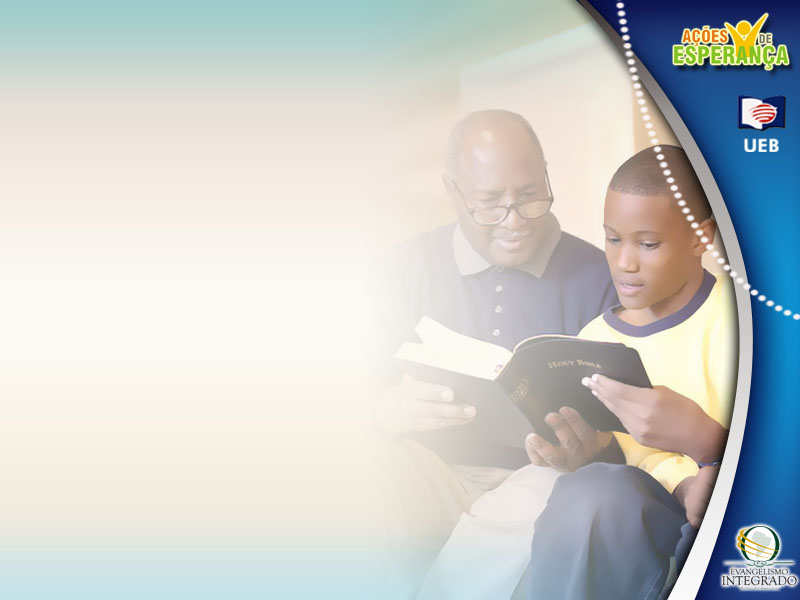 AÇÕES DE
ESPERANÇA
UEB
HOLY BIBLE
EVANGELISMO
INTEGRADO